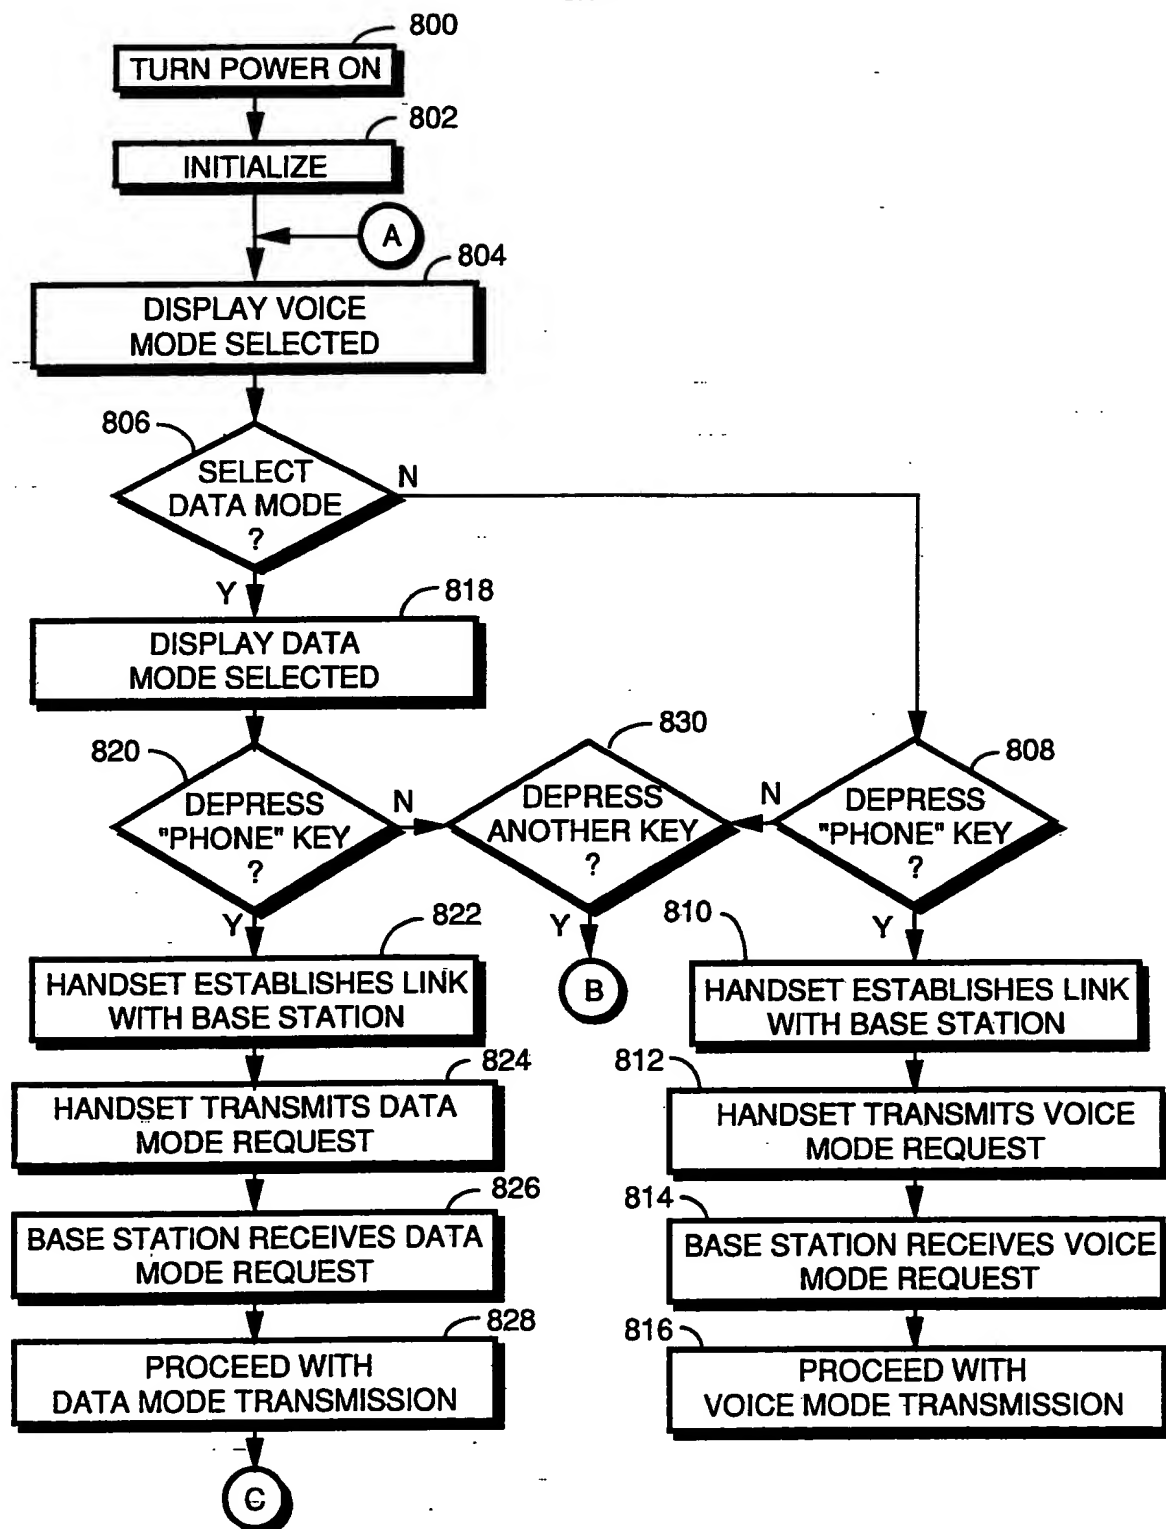 800
TURN POWER ON
802
INITIALIZE
A
804
DISPLAY VOICE
MODE SELECTED
806
SELECT
DATA MODE
?
N
Y
818
DISPLAY DATA
MODE SELECTED
820
DEPRESS
"PHONE" KEY
?
N
Y
830
DEPRESS
ANOTHER KEY
?
Y
B
808
N
DEPRESS
"PHONE" KEY
?
Y
822
HANDSET ESTABLISHES LINK
WITH BASE STATION
824
HANDSET TRANSMITS DATA
MODE REQUEST
826
BASE STATION RECEIVES DATA
MODE REQUEST
828
PROCEED WITH
DATA MODE TRANSMISSION
C
810
HANDSET ESTABLISHES LINK
WITH BASE STATION
812
HANDSET TRANSMITS VOICE
MODE REQUEST
814
BASE STATION RECEIVES VOICE
MODE REQUEST
816
PROCEED WITH
VOICE MODE TRANSMISSION